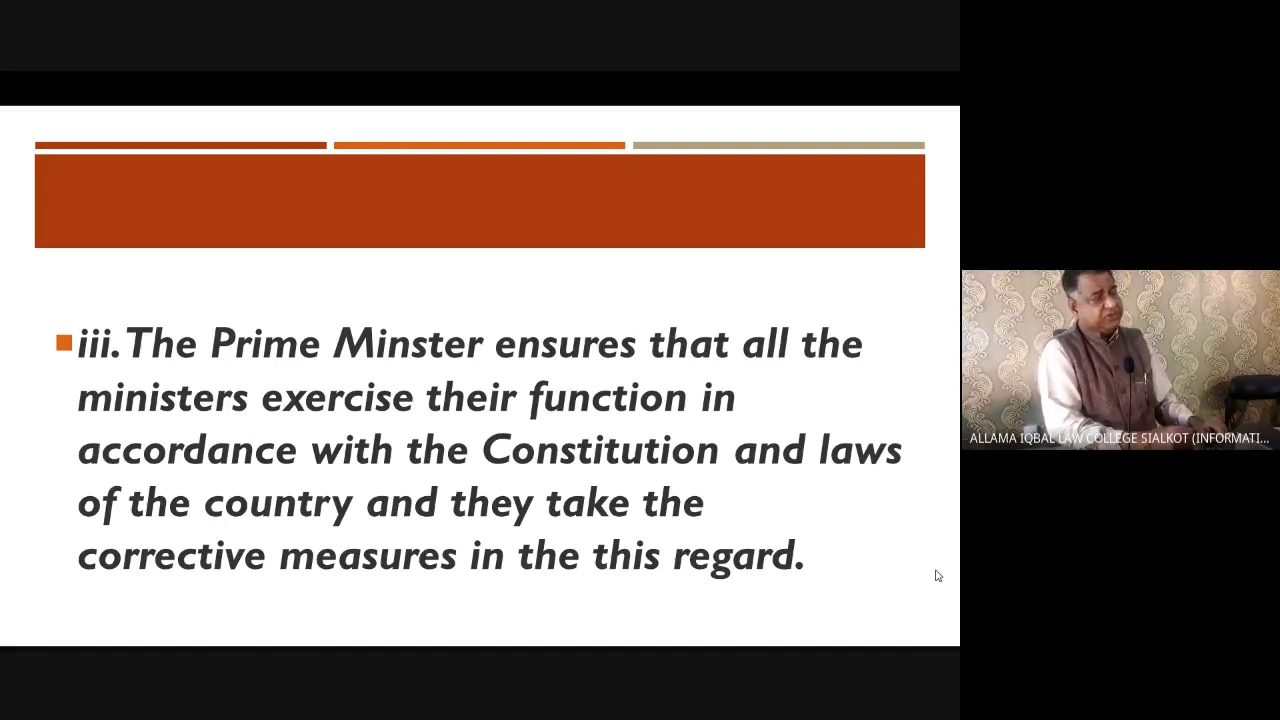 iii. The Prime Minster ensures that all the
ministers exercise their function in
accordance with the Constitution and laws
of the country and they take the
corrective measures in the this regard.
ALLAMA IQBAL LAW COLLEGE SIALKOT (INFORMATI...